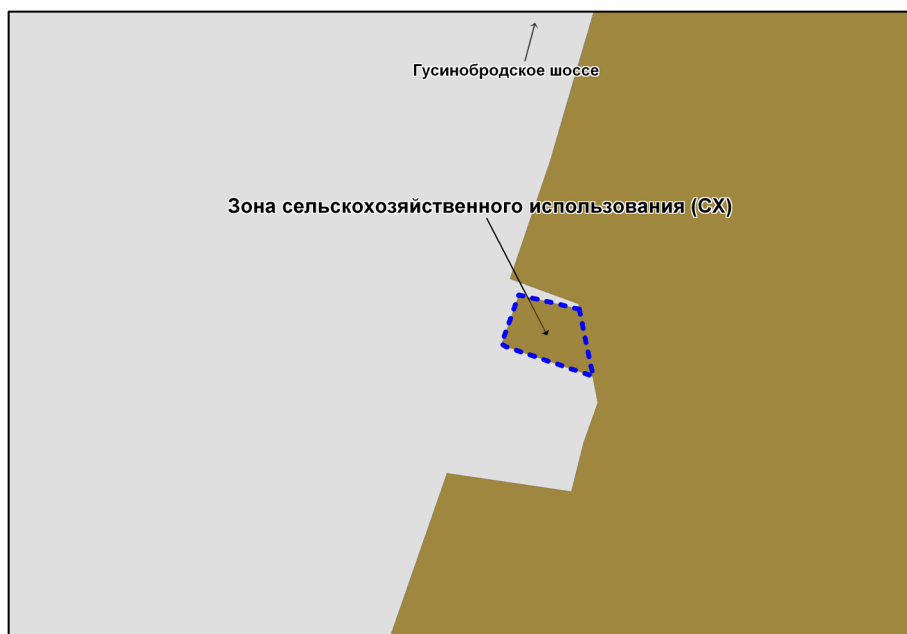 Гусинобродское шоссе
Зона сельскохозяйственного использования (СХ)